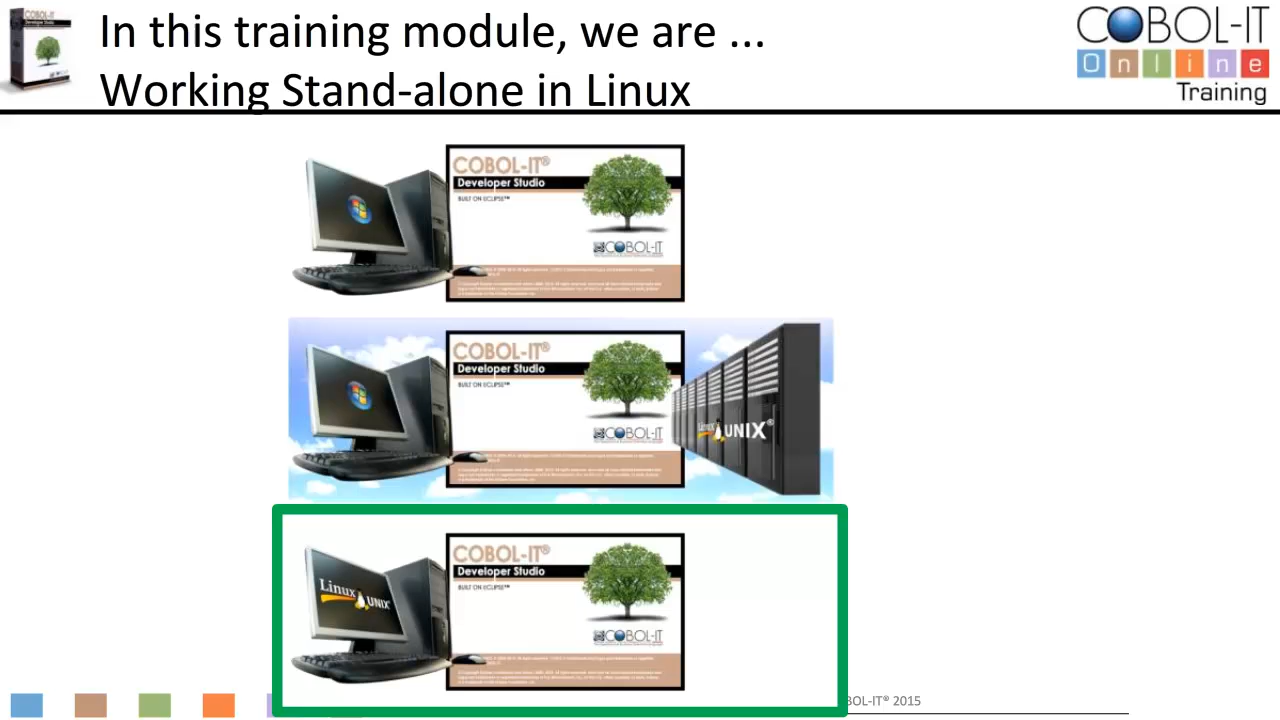 In this training module, we are ...
Working Stand-alone in Linux
COBOL-IT
Online
Training
COBOL-IT®
Developer Studio
BUILT ON ECLIPSE™
COBOL-IT
COBOL-IT®
Developer Studio
BUILT ON ECLIPSE™
COBOL-IT
Linux UNIX®
COBOL-IT®
Developer Studio
BUILT ON ECLIPSE™
COBOL-IT
Linux UNIX®
BOL-IT® 2015